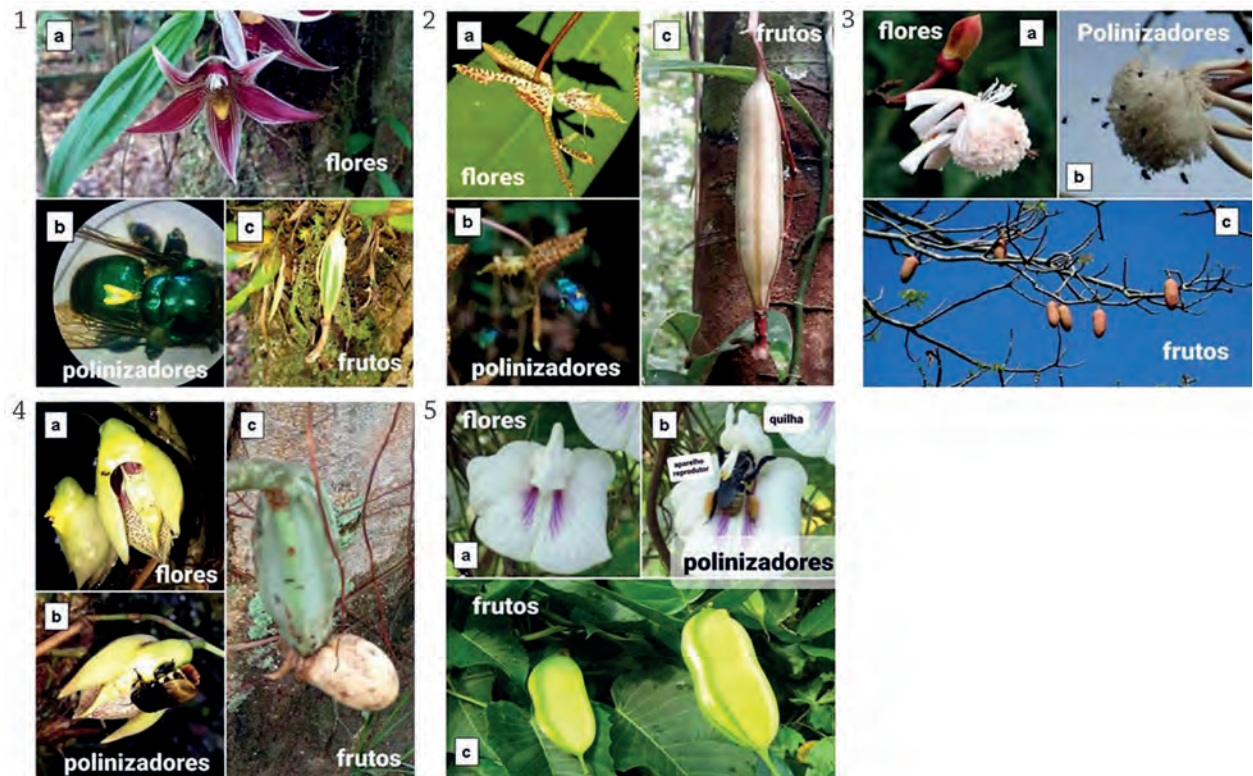 1
a
flores
b
polinizadores
c
frutos
2
a
flores
b
polinizadores
c
frutos
3
flores
a
Polinizadores
b
c
frutos
4
a
flores
b
polinizadores
c
frutos
5
flores
a
b
quilha
aparelho
reprodutor
polinizadores
frutos
c